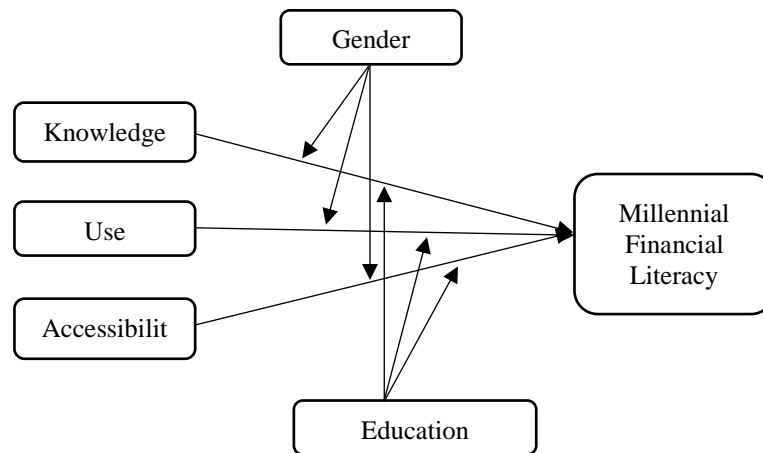 Gender
Knowledge
Use
Accessibilit
Millennial
Financial
Literacy
Education